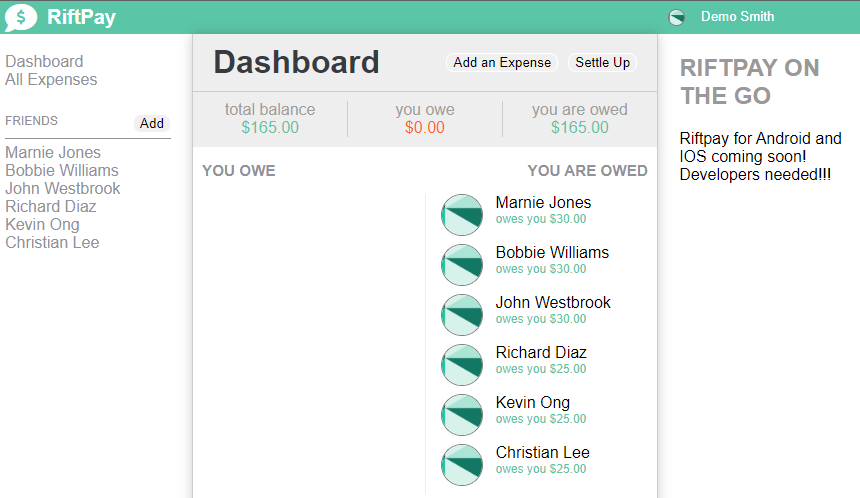 $ RiftPay
Demo Smith
Dashboard
All Expenses
FRIENDS
Add
Marnie Jones
Bobbie Williams
John Westbrook
Richard Diaz
Kevin Ong
Christian Lee
Dashboard
Add an Expense
Settle Up
total balance
$165.00
you owe
$0.00
you are owed
$165.00
YOU OWE
YOU ARE OWED
Marnie Jones
owes you $30.00
Bobbie Williams
owes you $30.00
John Westbrook
owes you $30.00
Richard Diaz
owes you $25.00
Kevin Ong
owes you $25.00
Christian Lee
owes you $25.00
RIFTPAY ON
THE GO
Riftpay for Android and
IOS coming soon!
Developers needed!!!